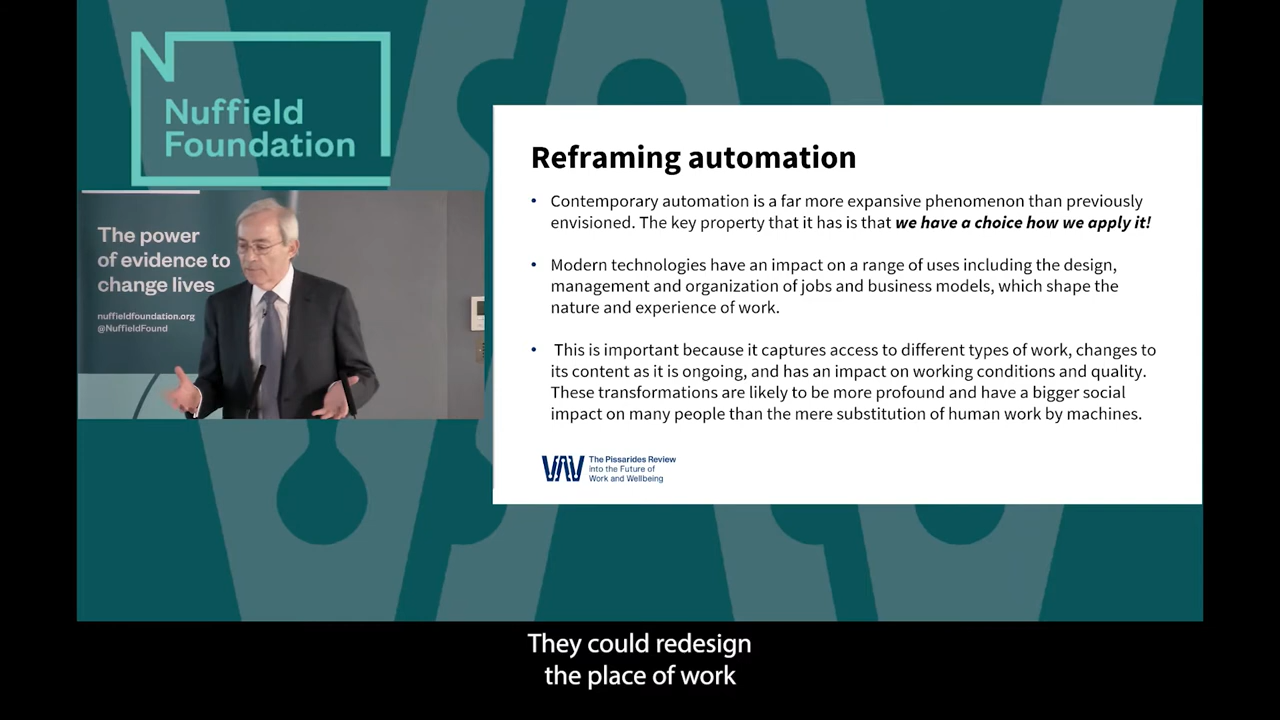 Nuffield
Foundation
The power
of evidence to
change lives
nuffieldfoundation.org
@NuffieldFound
Reframing automation
• Contemporary automation is a far more expansive phenomenon than previously
envisioned. The key property that it has is that we have a choice how we apply it!
• Modern technologies have an impact on a range of uses including the design,
management and organization of jobs and business models, which shape the
nature and experience of work.
• This is important because it captures access to different types of work, changes to
its content as it is ongoing, and has an impact on working conditions and quality.
These transformations are likely to be more profound and have a bigger social
impact on many people than the mere substitution of human work by machines.
The Pissarides Review
into the Future of
Work and Wellbeing
They could redesign
the place of work